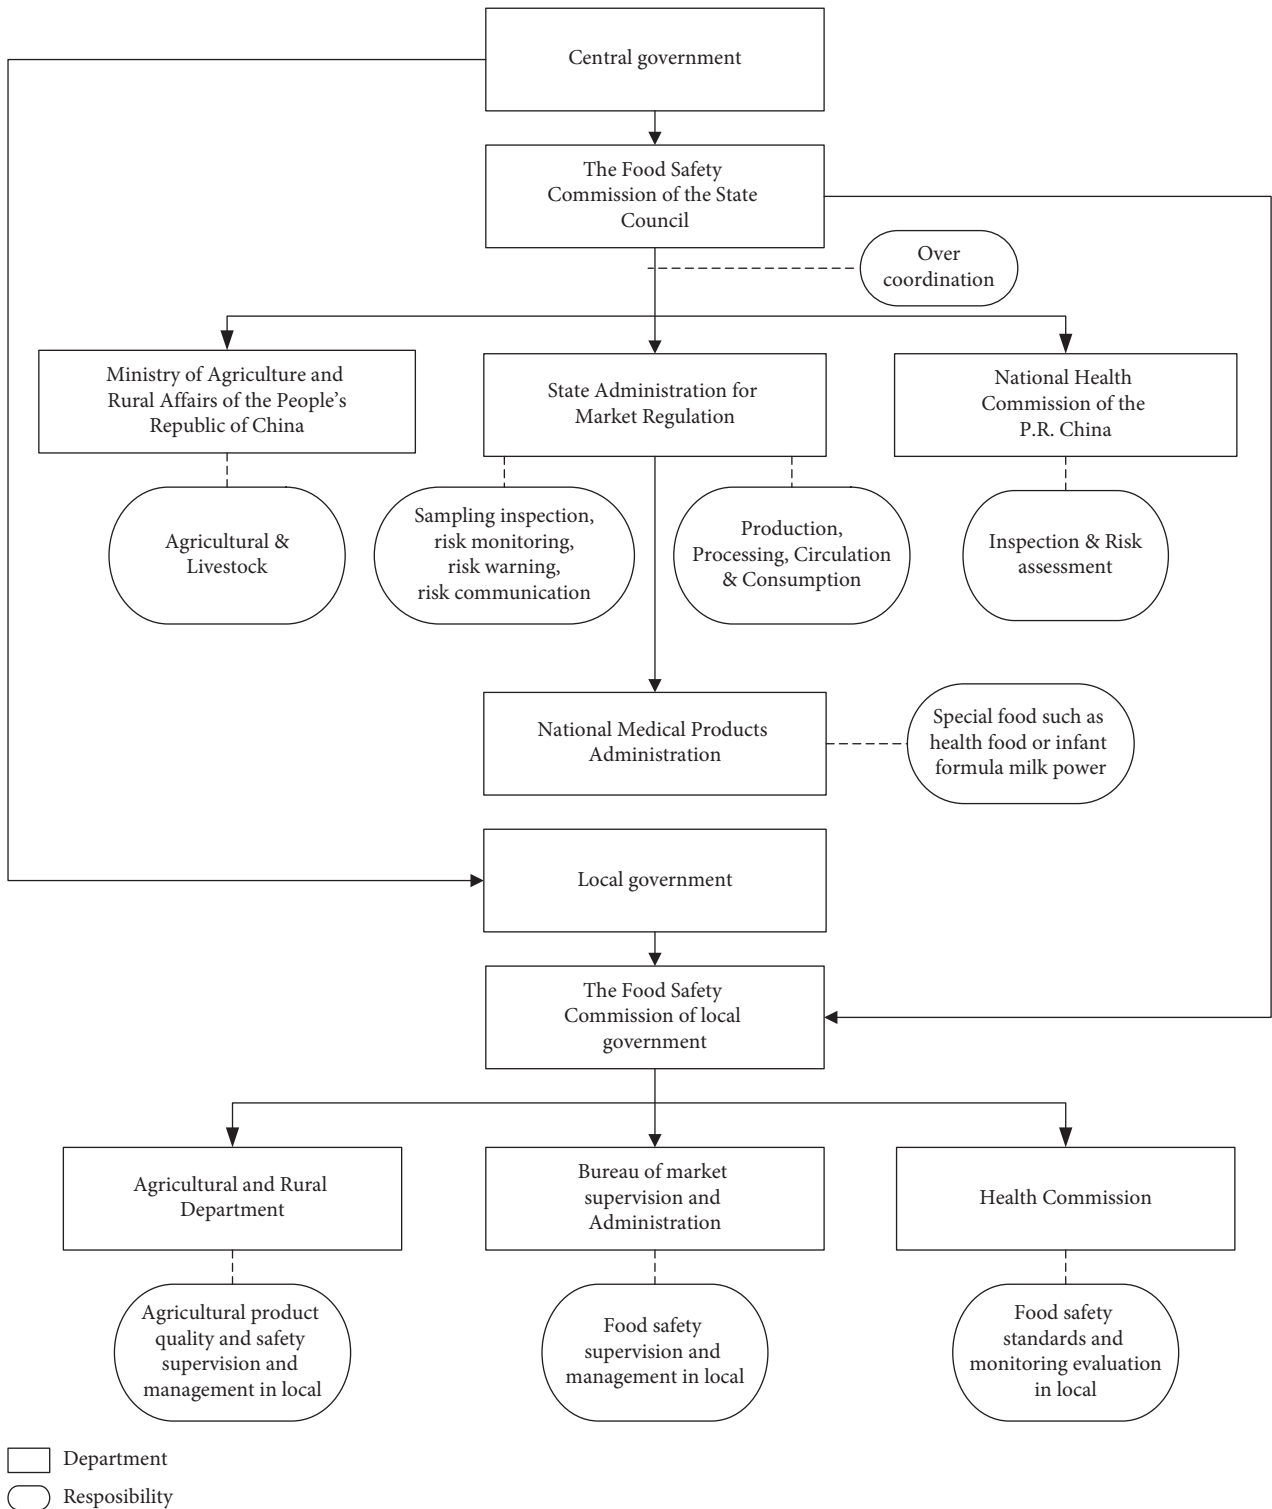 Central government
The Food Safety
Commission of the State
Council
Over
coordination
Ministry of Agriculture and
Rural Affairs of the People's
Republic of China
State Administration for
Market Regulation
National Health
Commission of the
P.R. China
Agricultural &
Livestock
Sampling inspection,
risk monitoring,
risk warning,
risk communication
Production,
Processing, Circulation
& Consumption
Inspection & Risk
assessment
National Medical Products
Administration
Special food such as
health food or infant
formula milk power
Local government
The Food Safety
Commission of local
government
Agricultural and Rural
Department
Bureau of market
supervision and
Administration
Health Commission
Agricultural product
quality and safety
supervision and
management in local
Food safety
supervision and
management in local
Food safety
standards and
monitoring evaluation
in local
Department
Resposibility